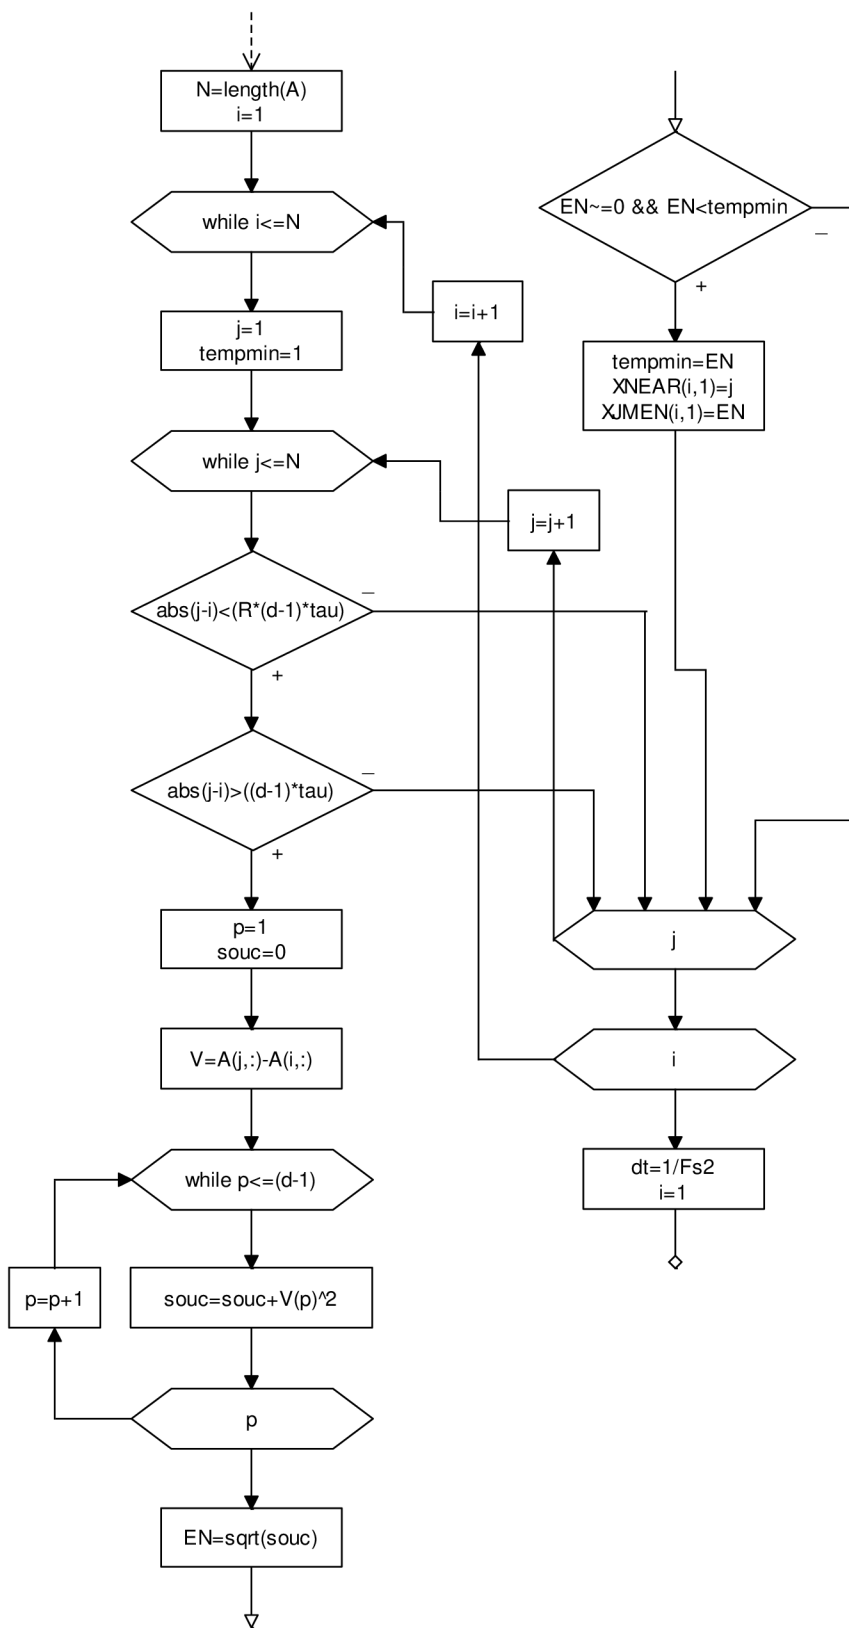 N=length(A)
i=1
while i<=N
i=i+1
j=1
tempmin=1
while j<=N
j=j+1
abs(j-i)<(R*(d-1)*tau)
−
+
abs(j-i)>((d-1)*tau)
−
+
p=1
souc=0
V=A(j,:)-A(i,:)
while p<=(d-1)
p=p+1
souc=souc+V(p)^2
p
EN=sqrt(souc)
EN~=0 && EN<tempmin
−
+
tempmin=EN
XNEAR(i,1)=j
XJMEN(i,1)=EN
j
i
dt=1/Fs2
i=1